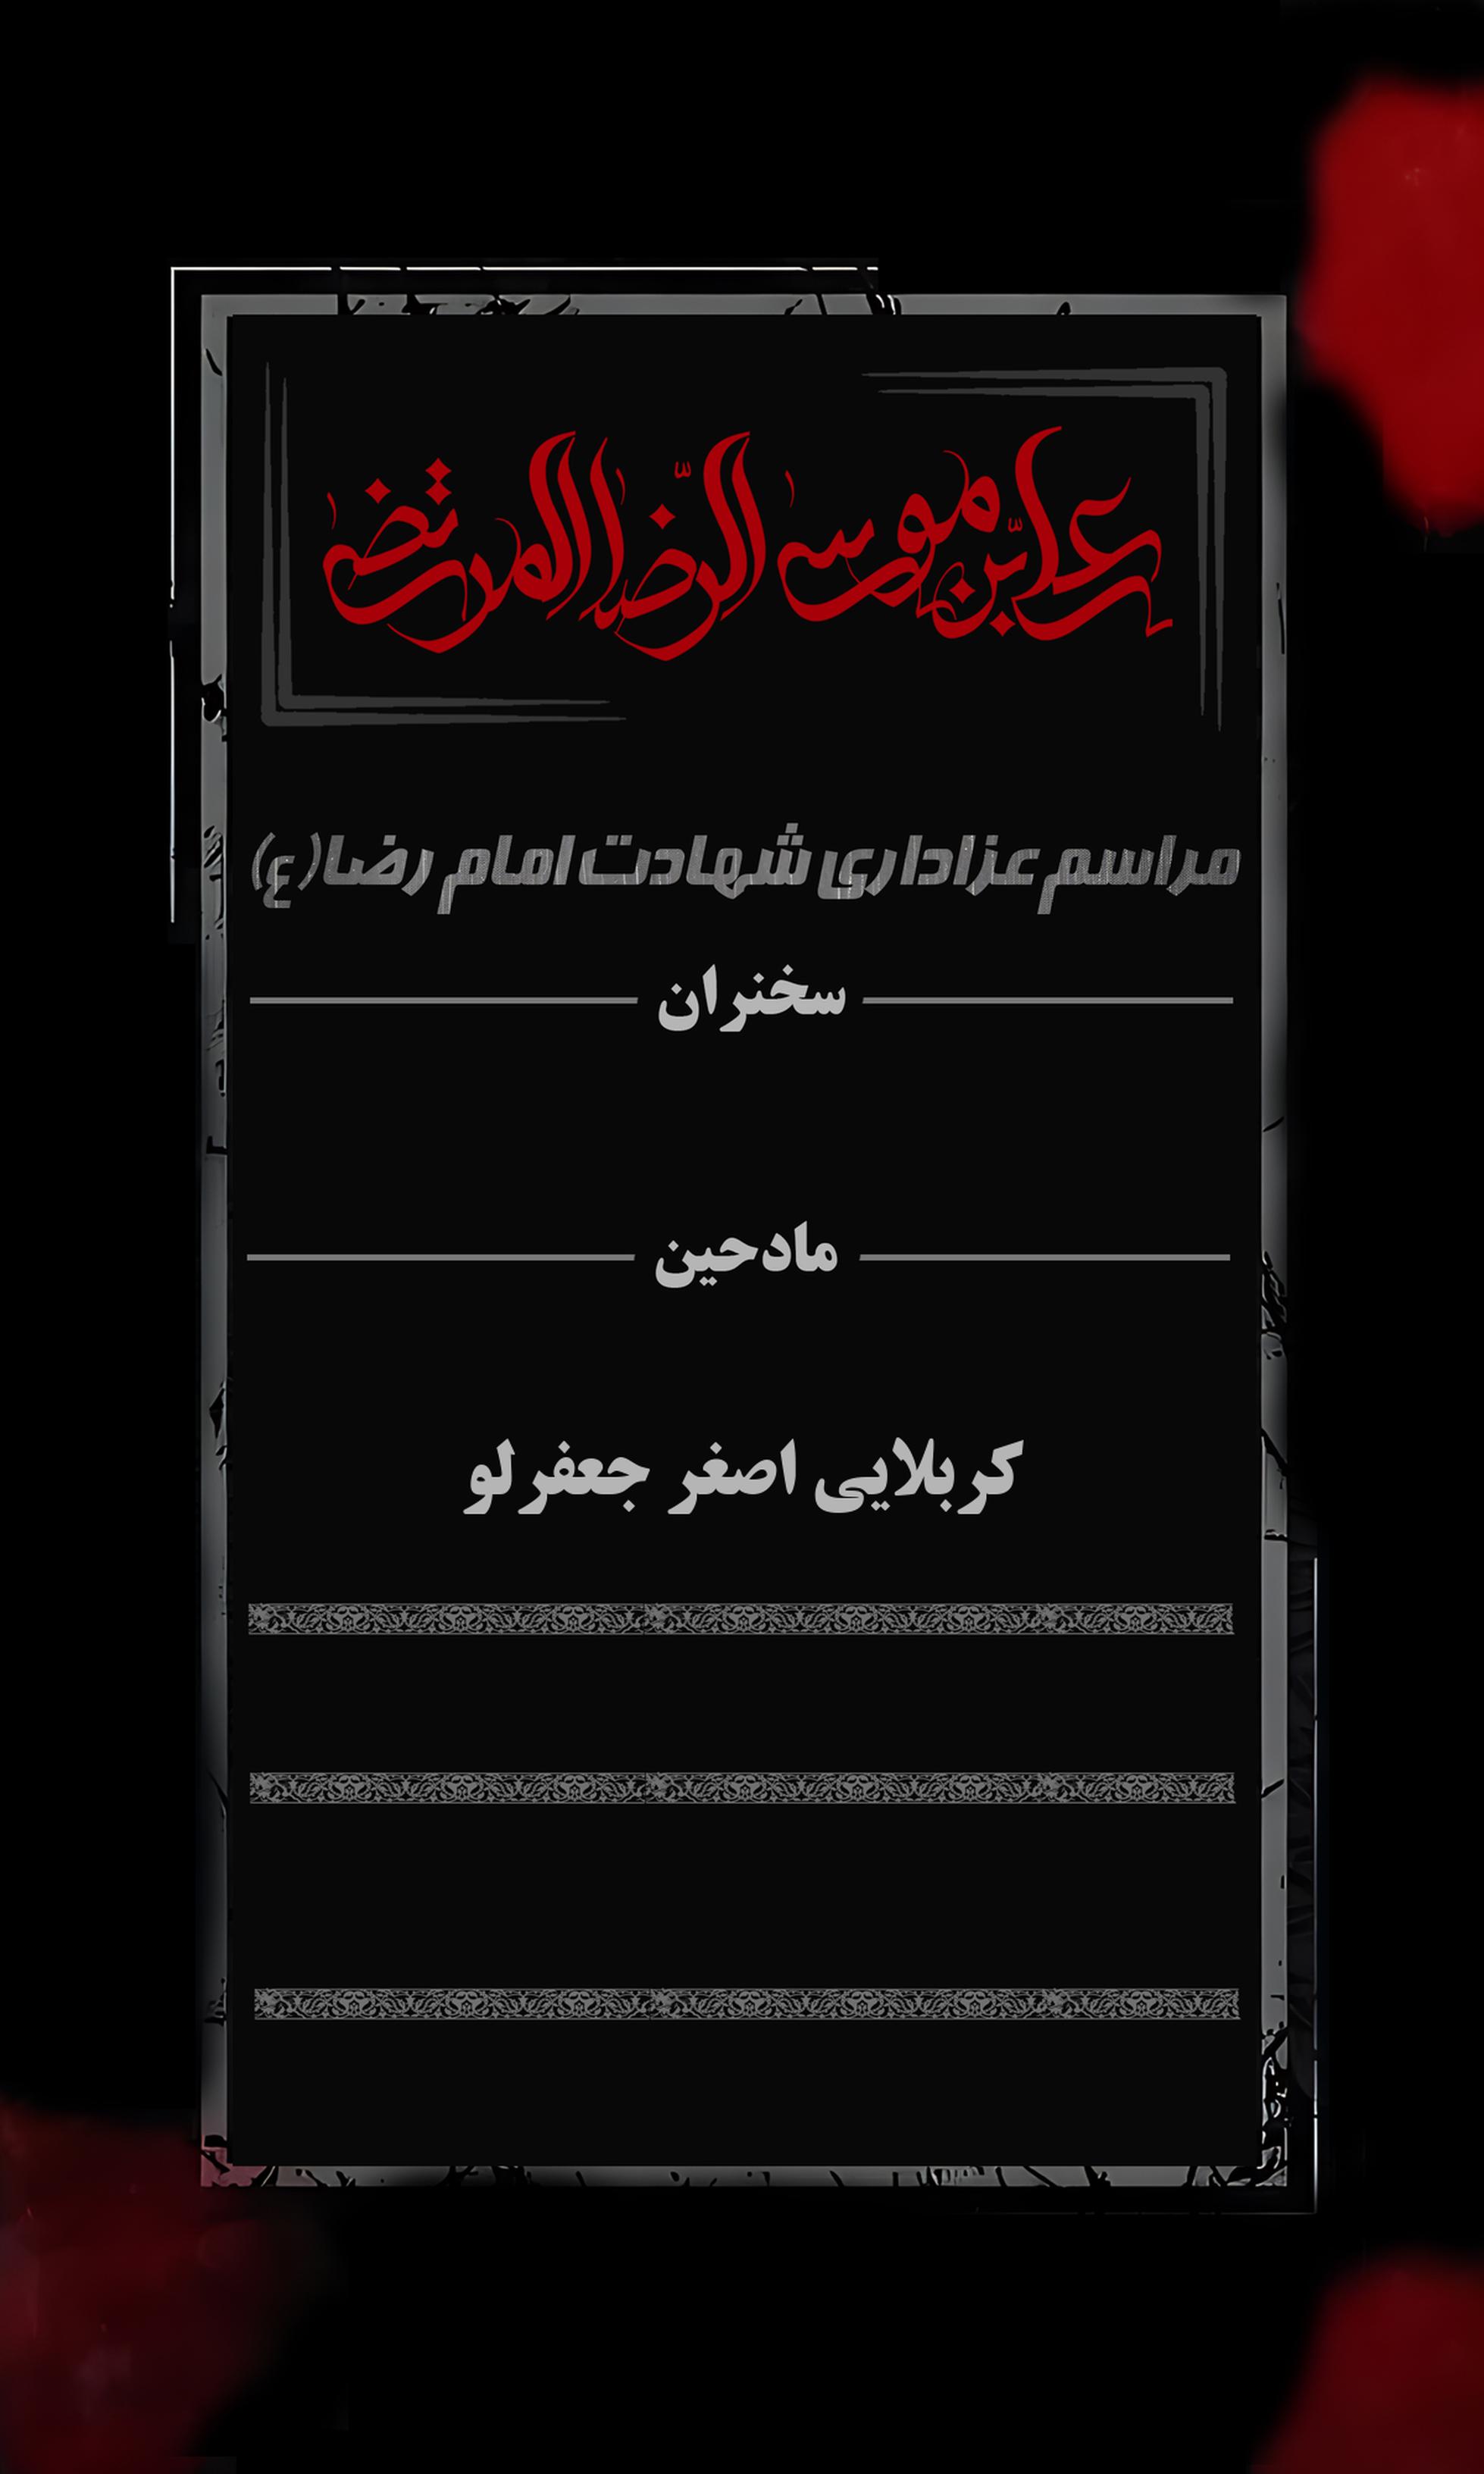 علی ابن موسی الرضا المرتضی
مراسم عزاداری شهادت امام رضا(ع)
سخنران
مادحین
کربلایی اصغر جعفرلو